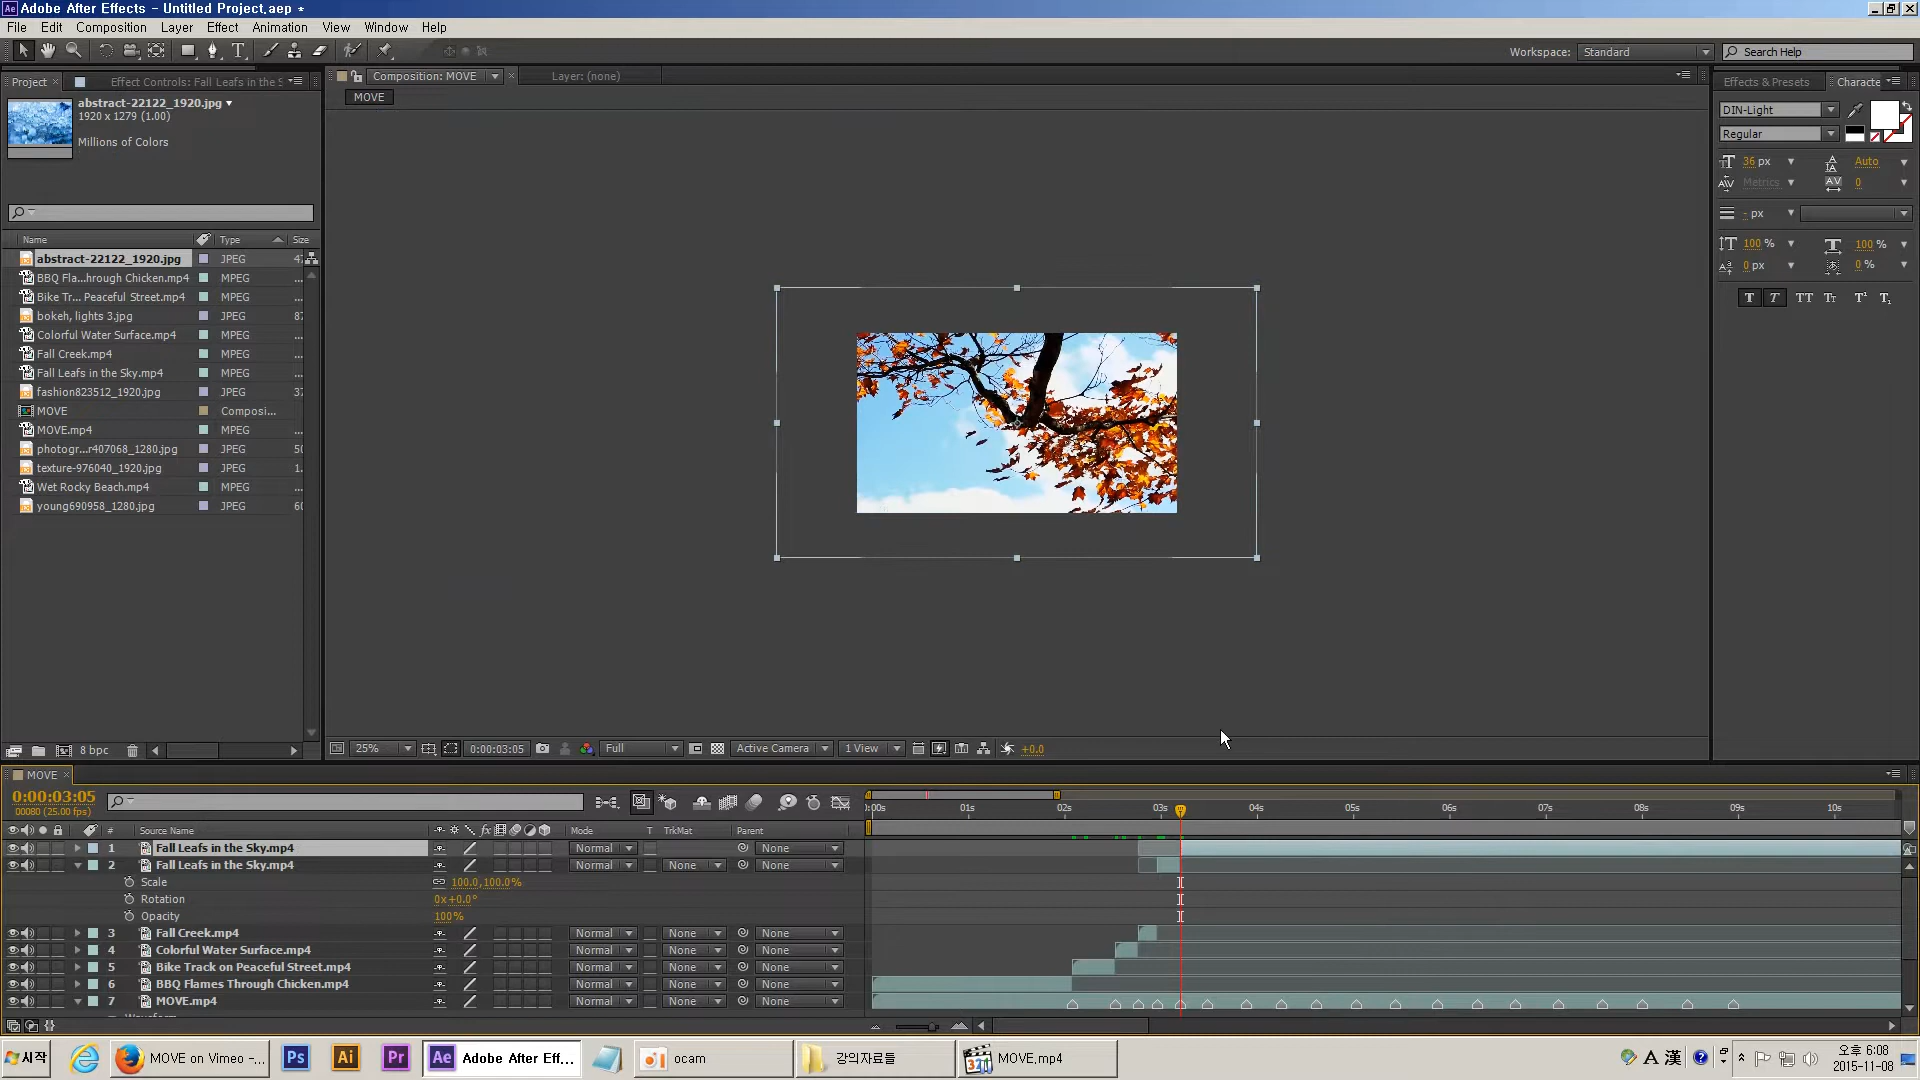 Adobe After Effects - Untitled Project.aep *
File Edit Composition Layer Effect Animation View Window Help
Workspace: Standard Search Help
Project Effect Controls: Fall Leafs in the S
Composition: MOVE Layer: (none)
Effects & Presets Characte
MOVE
abstract-22122_1920.jpg
1920 x 1279 (1.00)
Millions of Colors
DIN-Light
Regular
36 px Auto
Metrics 0
- px
100 % 100 %
0 px 0 %
Name Type Size
abstract-22122_1920.jpg JPEG 47
BBQ Fla...hrough Chicken.mp4 MPEG ...
Bike Tr... Peaceful Street.mp4 MPEG ...
bokeh, lights 3.jpg JPEG 87
Colorful Water Surface.mp4 MPEG ...
Fall Creek.mp4 MPEG ...
Fall Leafs in the Sky.mp4 MPEG ...
fashion823512_1920.jpg JPEG 37
MOVE Composi...
MOVE.mp4 MPEG ...
photogr...r407068_1280.jpg JPEG 50
texture-976040_1920.jpg JPEG 1.
Wet Rocky Beach.mp4 MPEG ...
young690958_1280.jpg JPEG 60
8 bpc
25% 0:00:03:05 Full Active Camera 1 View +0.0
MOVE
0:00:03:05
00080 (25.00 fps)
:00s 01s 02s 03s 04s 05s 06s 07s 08s 09s 10s
# Source Name Mode T TrkMat Parent
1 Fall Leafs in the Sky.mp4 Normal None
2 Fall Leafs in the Sky.mp4 Normal None None
Scale 100.0,100.0%
Rotation 0x+0.0°
Opacity 100%
3 Fall Creek.mp4 Normal None None
4 Colorful Water Surface.mp4 Normal None None
5 Bike Track on Peaceful Street.mp4 Normal None None
6 BBQ Flames Through Chicken.mp4 Normal None None
7 MOVE.mp4 Normal None None
Waveform
시작 MOVE on Vimeo -... Ps Ai Pr Ae Adobe After Eff... ocam 강의자료들 321 MOVE.mp4
A 漢
오후 6:08
2015-11-08